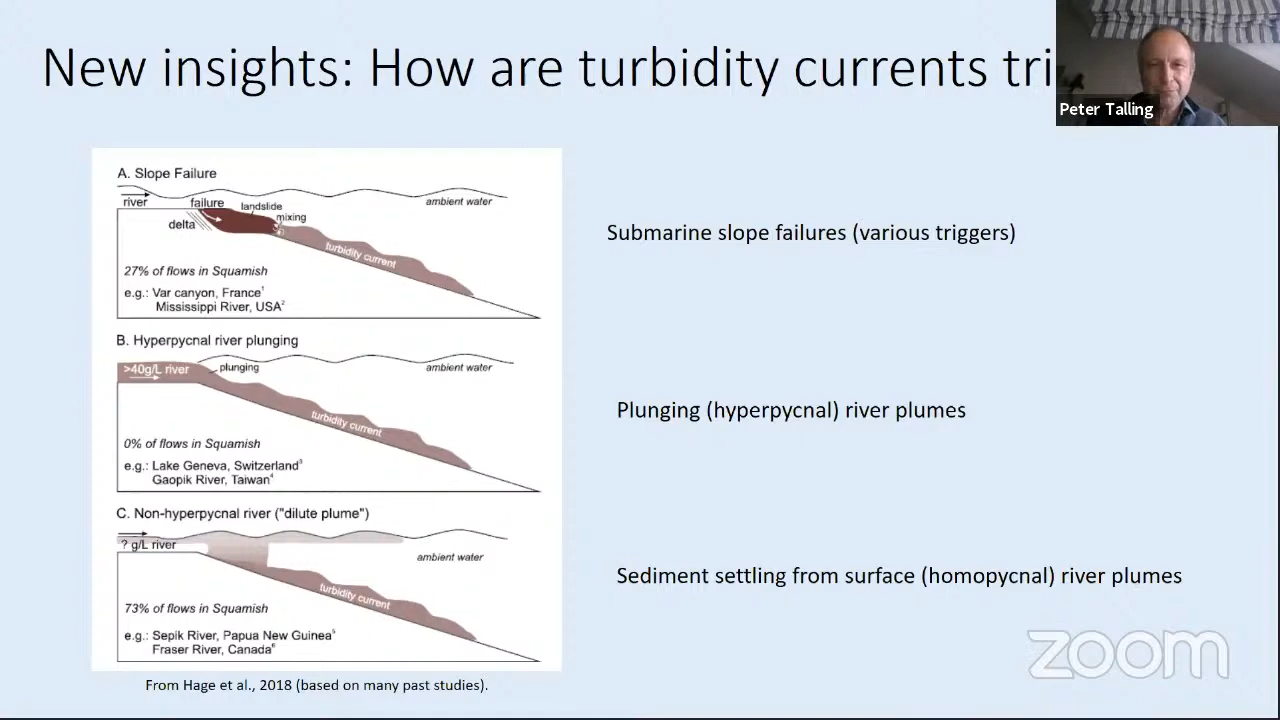 New insights: How are turbidity currents tri
Peter Talling
A. Slope Failure
river
failure
landslide
mixing
ambient water
delta
turbidity current
27% of flows in Squamish
e.g.: Var canyon, France¹
Mississippi River, USA²
Submarine slope failures (various triggers)
B. Hyperpycnal river plunging
>40g/L river
plunging
ambient water
turbidity current
0% of flows in Squamish
e.g.: Lake Geneva, Switzerland³
Gaopik River, Taiwan⁴
Plunging (hyperpycnal) river plumes
C. Non-hyperpycnal river ("dilute plume")
? g/L river
ambient water
turbidity current
73% of flows in Squamish
e.g.: Sepik River, Papua New Guinea⁵
Fraser River, Canada⁶
Sediment settling from surface (homopycnal) river plumes
From Hage et al., 2018 (based on many past studies).
zoom